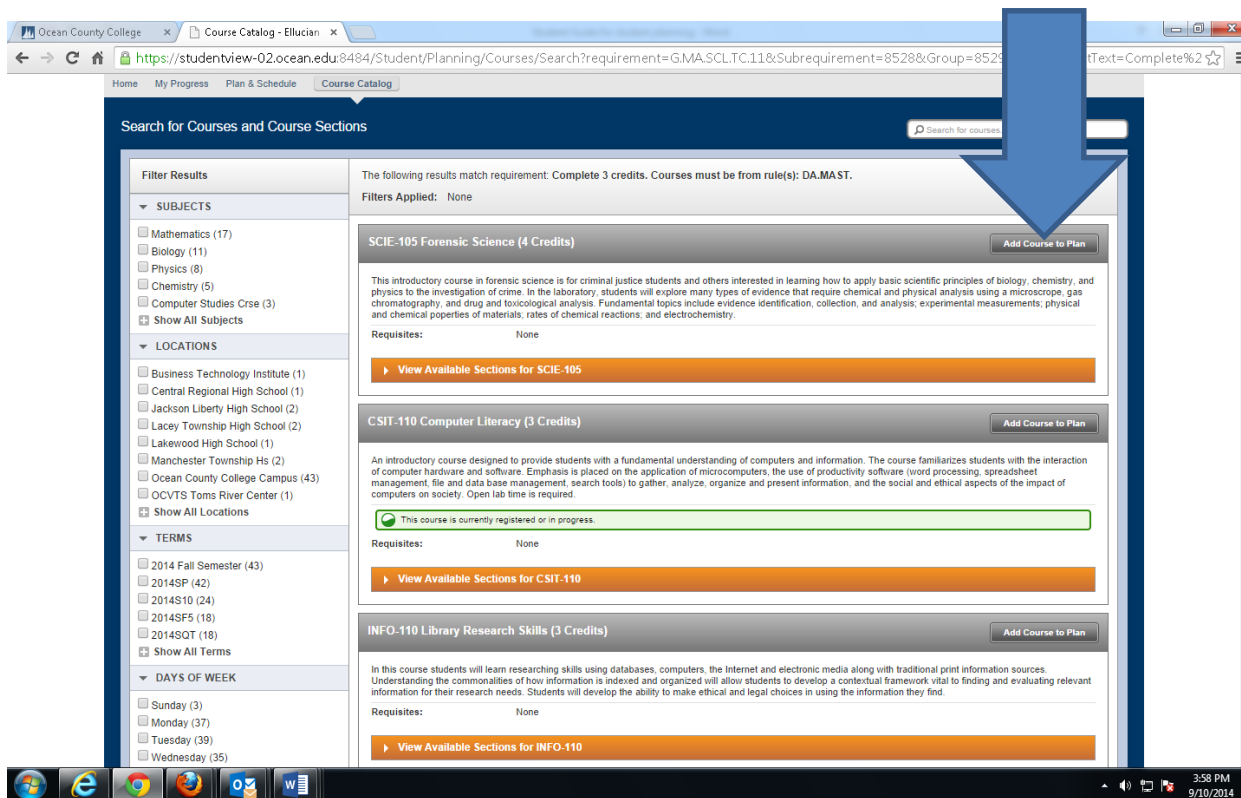 Ocean County College
Course Catalog - Ellucian
https://studentview-02.ocean.edu:8484/Student/Planning/Courses/Search?requirement=G.MA.SCL.TC.11&Subrequirement=8528&Group=8529 tText=Complete%2
Home My Progress Plan & Schedule Course Catalog
Search for Courses and Course Sections
Search for courses
Filter Results
SUBJECTS
Mathematics (17)
Biology (11)
Physics (8)
Chemistry (5)
Computer Studies Crse (3)
Show All Subjects
LOCATIONS
Business Technology Institute (1)
Central Regional High School (1)
Jackson Liberty High School (2)
Lacey Township High School (2)
Lakewood High School (1)
Manchester Township Hs (2)
Ocean County College Campus (43)
OCVTS Toms River Center (1)
Show All Locations
TERMS
2014 Fall Semester (43)
2014SP (42)
2014S10 (24)
2014SF5 (18)
2014SQT (18)
Show All Terms
DAYS OF WEEK
Sunday (3)
Monday (37)
Tuesday (39)
Wednesday (35)
The following results match requirement: Complete 3 credits. Courses must be from rule(s): DA.MAST.
Filters Applied: None
SCIE-105 Forensic Science (4 Credits)
Add Course to Plan
This introductory course in forensic science is for criminal justice students and others interested in learning how to apply basic scientific principles of biology, chemistry, and
physics to the investigation of crime. In the laboratory, students will explore many types of evidence that require chemical and physical analysis using a microscrope, gas
chromatography, and drug and toxicological analysis. Fundamental topics include evidence identification, collection, and analysis; experimental measurements; physical
and chemical poperties of materials; rates of chemical reactions; and electrochemistry.
Requisites: None
View Available Sections for SCIE-105
CSIT-110 Computer Literacy (3 Credits)
Add Course to Plan
An introductory course designed to provide students with a fundamental understanding of computers and information. The course familiarizes students with the interaction
of computer hardware and software. Emphasis is placed on the application of microcomputers, the use of productivity software (word processing, spreadsheet
management, file and data base management, search tools) to gather, analyze, organize and present information, and the social and ethical aspects of the impact of
computers on society. Open lab time is required.
This course is currently registered or in progress.
Requisites: None
View Available Sections for CSIT-110
INFO-110 Library Research Skills (3 Credits)
Add Course to Plan
In this course students will learn researching skills using databases, computers, the Internet and electronic media along with traditional print information sources.
Understanding the commonalities of how information is indexed and organized will allow students to develop a contextual framework vital to finding and evaluating relevant
information for their research needs. Students will develop the ability to make ethical and legal choices in using the information they find.
Requisites: None
View Available Sections for INFO-110
3:58 PM
9/10/2014